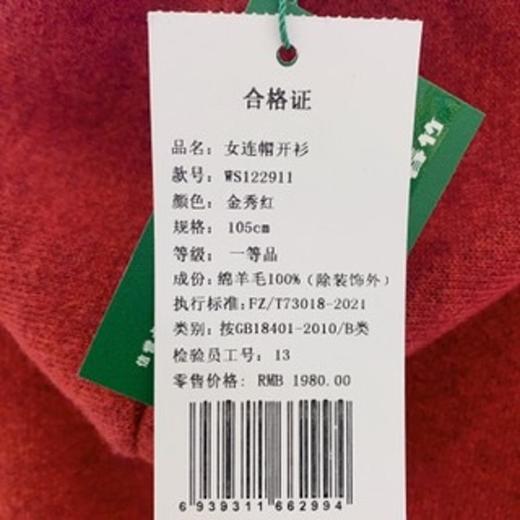 合格证
品名: 女连帽开衫
款号: WS122911
颜色: 金秀红
规格: 105cm
等级: 一等品
成份: 绵羊毛100%(除装饰外)
执行标准:FZ/T73018-2021
类别: 按GB18401-2010/B类
检验员工号: 13
零售价格: RMB 1980.00
6939311662994